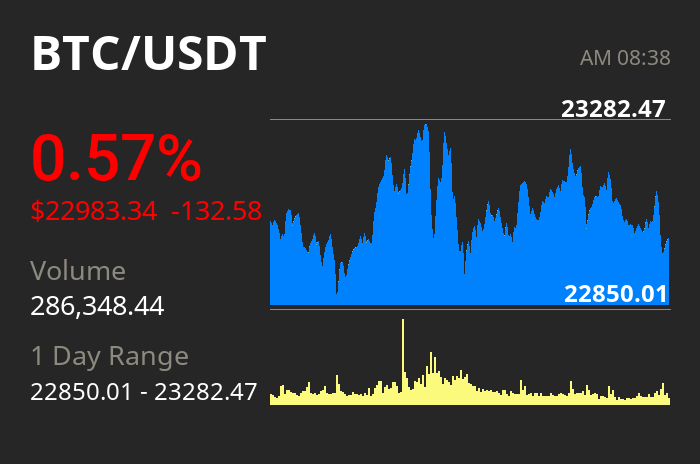 BTC/USDT
AM 08:38
23282.47
0.57%
$22983.34 -132.58
Volume
286,348.44
22850.01
1 Day Range
22850.01 - 23282.47